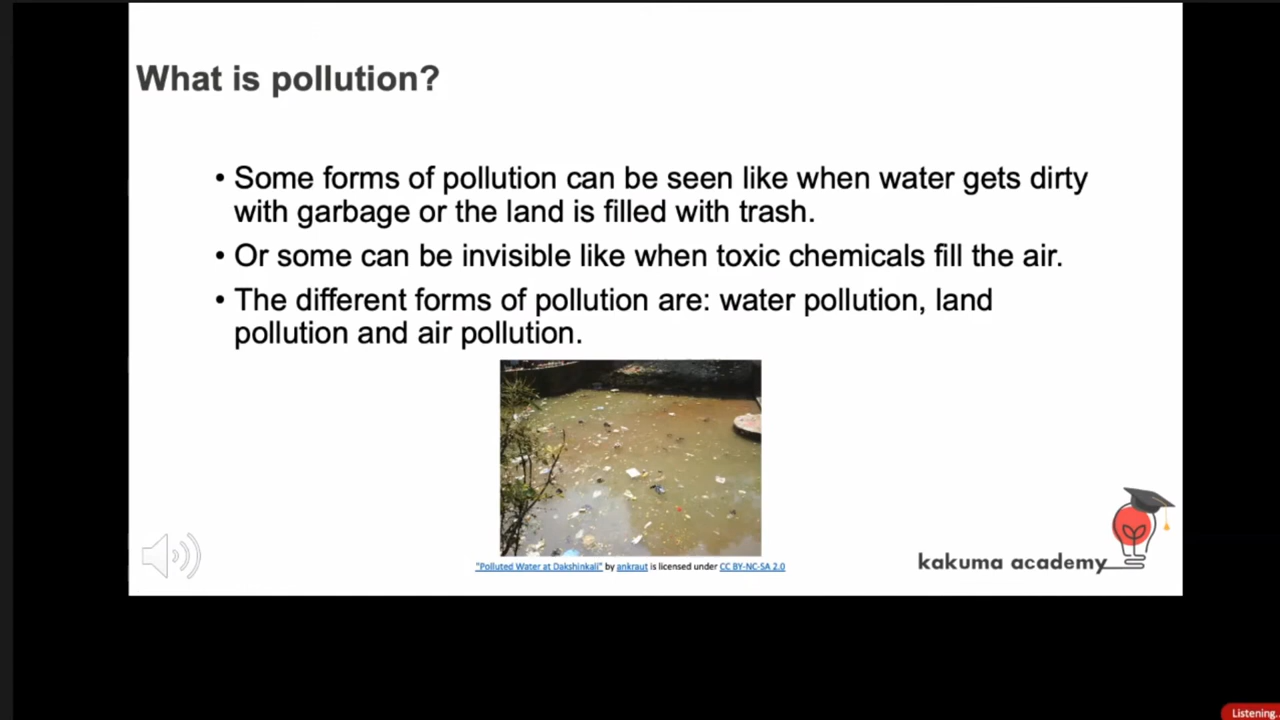 What is pollution?
• Some forms of pollution can be seen like when water gets dirty
with garbage or the land is filled with trash.
• Or some can be invisible like when toxic chemicals fill the air.
• The different forms of pollution are: water pollution, land
pollution and air pollution.
"Polluted Water at Dakshinkali" by ankraut is licensed under CC BY-NC-SA 2.0
kakuma academy
Listening.